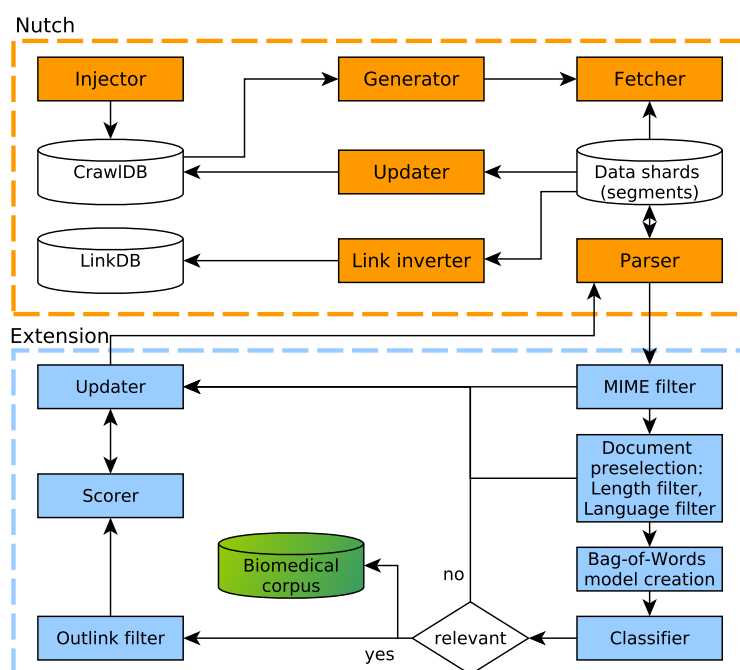 Nutch
Injector
Generator
Fetcher
CrawlDB
Updater
Data shards
(segments)
LinkDB
Link inverter
Parser
Extension
Updater
MIME filter
Document
preselection:
Length filter,
Language filter
Scorer
Biomedical
corpus
no
Bag-of-Words
model creation
Outlink filter
yes
relevant
Classifier